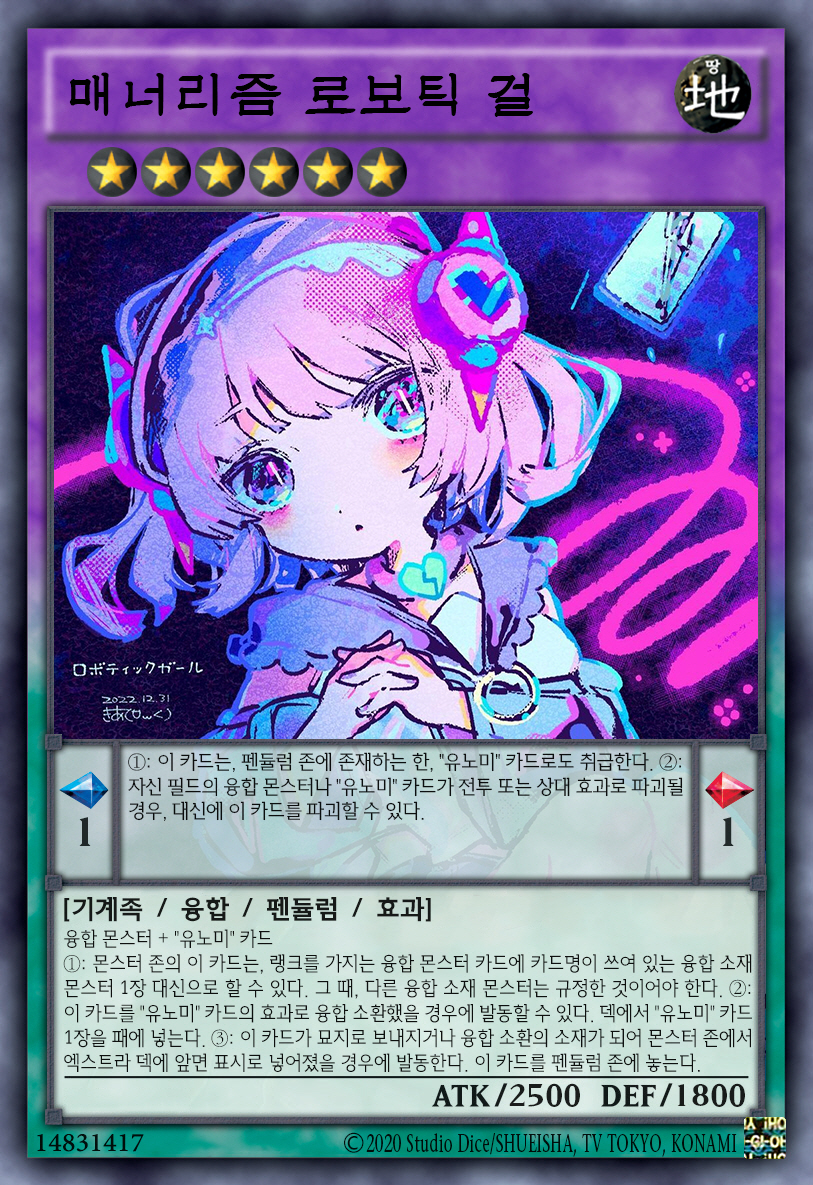 매너리즘 로보틱 걸
땅
地
ロボティックガール
2022.12.31
①: 이 카드는, 펜듈럼 존에 존재하는 한, "유노미" 카드로도 취급한다. ②:
자신 필드의 융합 몬스터나 "유노미" 카드가 전투 또는 상대 효과로 파괴될
경우, 대신에 이 카드를 파괴할 수 있다.
1
1
[기계족 / 융합 / 펜듈럼 / 효과]
융합 몬스터 + "유노미" 카드
①: 몬스터 존의 이 카드는, 랭크를 가지는 융합 몬스터 카드에 카드명이 쓰여 있는 융합 소재
몬스터 1장 대신으로 할 수 있다. 그 때, 다른 융합 소재 몬스터는 규정한 것이어야 한다. ②:
이 카드를 "유노미" 카드의 효과로 융합 소환했을 경우에 발동할 수 있다. 덱에서 "유노미" 카드
1장을 패에 넣는다. ③: 이 카드가 묘지로 보내지거나 융합 소환의 소재가 되어 몬스터 존에서
엑스트라 덱에 앞면 표시로 넣어졌을 경우에 발동한다. 이 카드를 펜듈럼 존에 놓는다.
ATK/2500 DEF/1800
14831417
©2020 Studio Dice/SHUEISHA, TV TOKYO, KONAMI